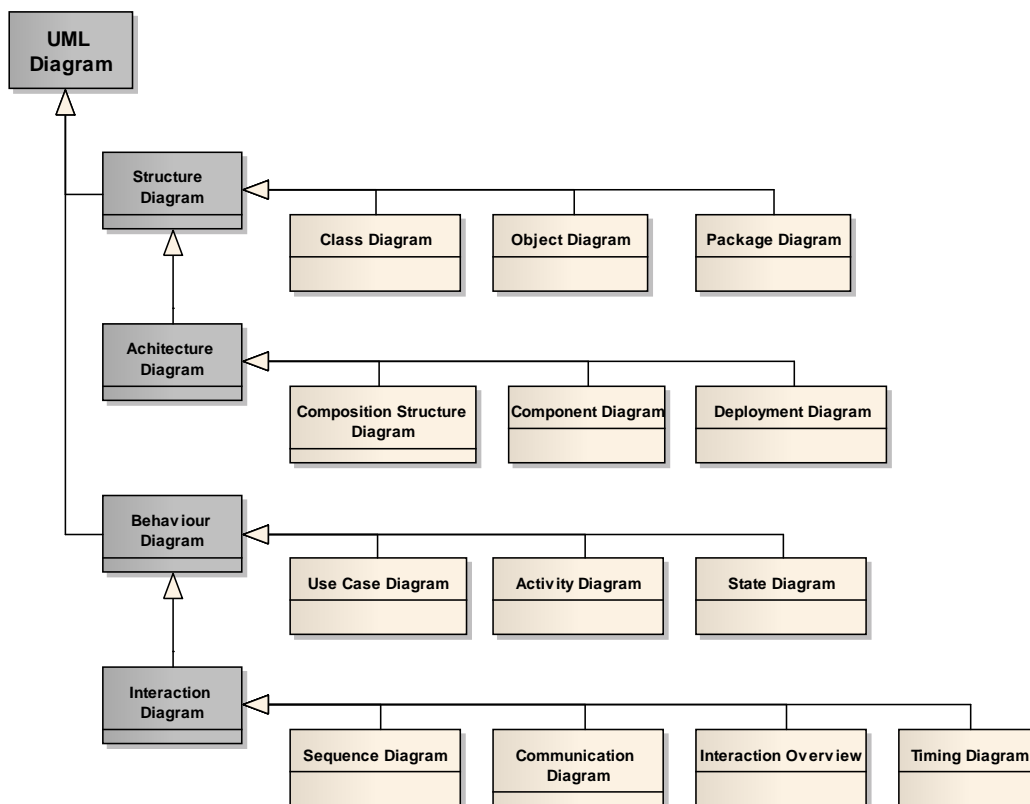 UML
Diagram
Structure
Diagram
Class Diagram
Object Diagram
Package Diagram
Achitecture
Diagram
Composition Structure
Diagram
Component Diagram
Deployment Diagram
Behaviour
Diagram
Use Case Diagram
Activity Diagram
State Diagram
Interaction
Diagram
Sequence Diagram
Communication
Diagram
Interaction Overview
Timing Diagram